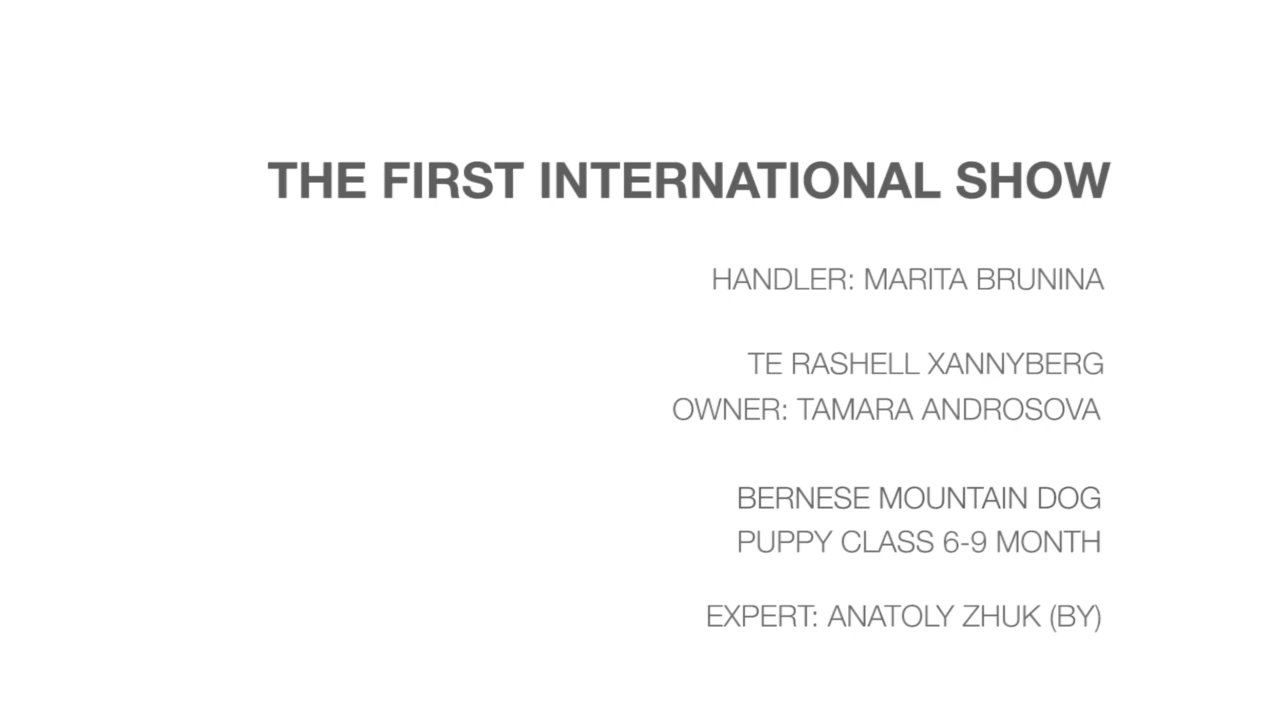 THE FIRST INTERNATIONAL SHOW
HANDLER: MARITA BRUNINA
TE RASHELL XANNYBERG
OWNER: TAMARA ANDROSOVA
BERNESE MOUNTAIN DOG
PUPPY CLASS 6-9 MONTH
EXPERT: ANATOLY ZHUK (BY)